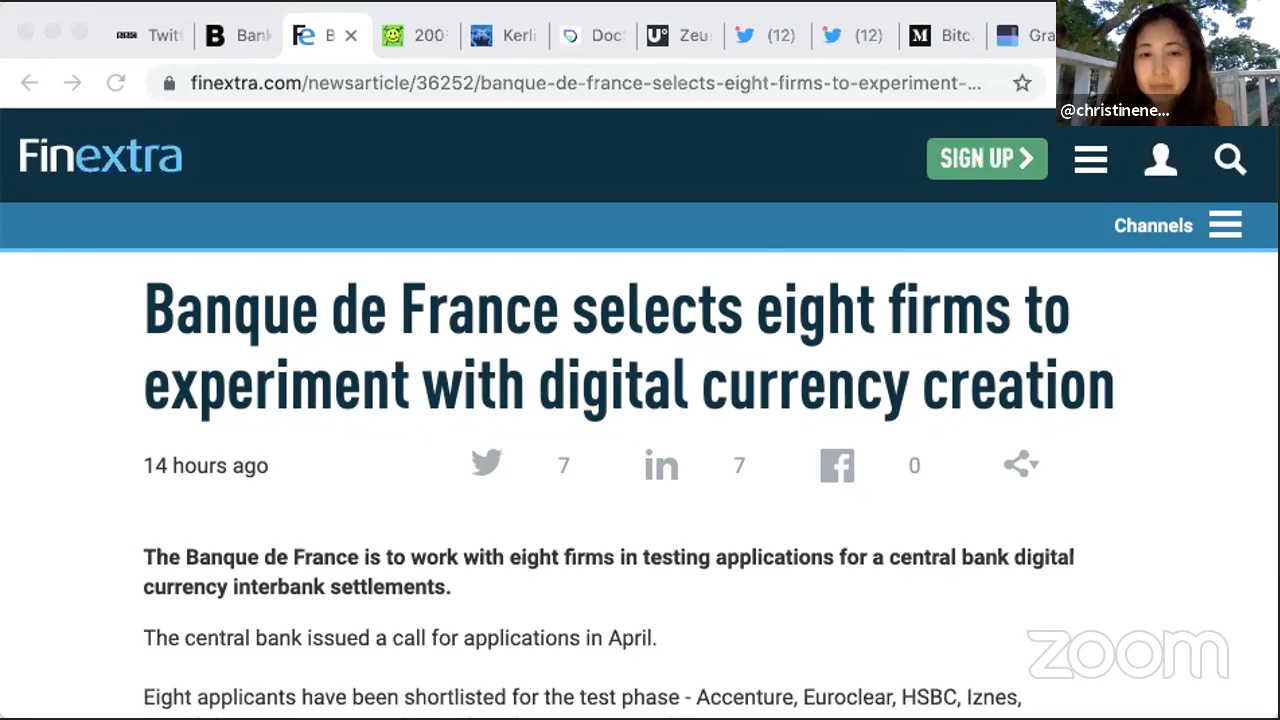 BBC Twitt
B Bank
Fe B
200
Kerli
Doc
U° Zeu
(12)
(12)
M Bitc
Gra
finextra.com/newsarticle/36252/banque-de-france-selects-eight-firms-to-experiment-...
@christinene...
Finextra
SIGN UP
Channels
Banque de France selects eight firms to
experiment with digital currency creation
14 hours ago
7
in 7
f 0
The Banque de France is to work with eight firms in testing applications for a central bank digital
currency interbank settlements.
The central bank issued a call for applications in April.
zoom
Eight applicants have been shortlisted for the test phase - Accenture, Euroclear, HSBC, Iznes,